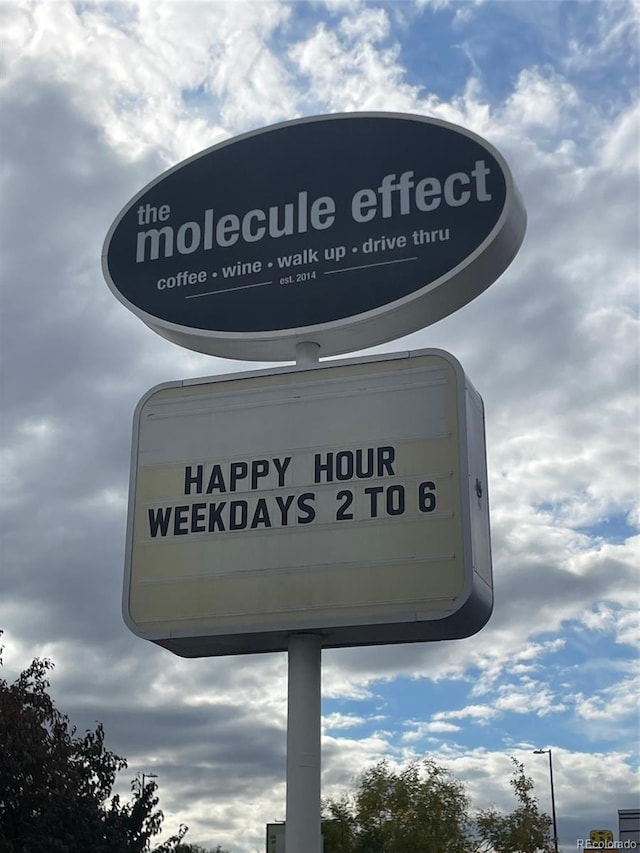 the
molecule effect
coffee • wine • walk up • drive thru
est. 2014
HAPPY HOUR
WEEKDAYS 2 TO 6
REcolorado